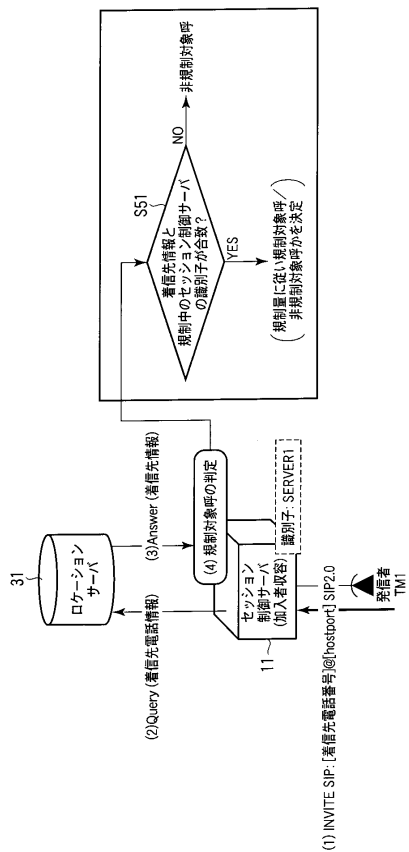 31
ロケーション
サーバ
(2)Query (着信先電話情報)
(3)Answer (着信先情報)
(4) 規制対象呼の判定
セッション
制御サーバ
(加入者収容)
識別子: SERVER1
11
発信者
TM1
(1) INVITE SIP: [着信先電話番号]@[hostport] SIP2.0
S51
着信先情報と
規制中のセッション制御サーバ
の識別子が合致？
NO
非規制対象呼
YES
規制量に従い規制対象呼/
非規制対象呼かを決定